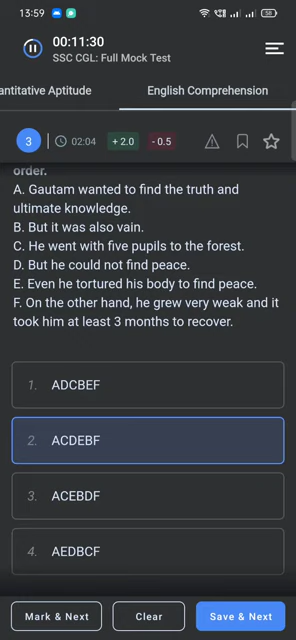 13:59
58
00:11:30
SSC CGL: Full Mock Test
antitative Aptitude
English Comprehension
3
02:04
+ 2.0
- 0.5
order.
A. Gautam wanted to find the truth and
ultimate knowledge.
B. But it was also vain.
C. He went with five pupils to the forest.
D. But he could not find peace.
E. Even he tortured his body to find peace.
F. On the other hand, he grew very weak and it
took him at least 3 months to recover.
1. ADCBEF
2. ACDEBF
3. ACEBDF
4. AEDBCF
Mark & Next
Clear
Save & Next